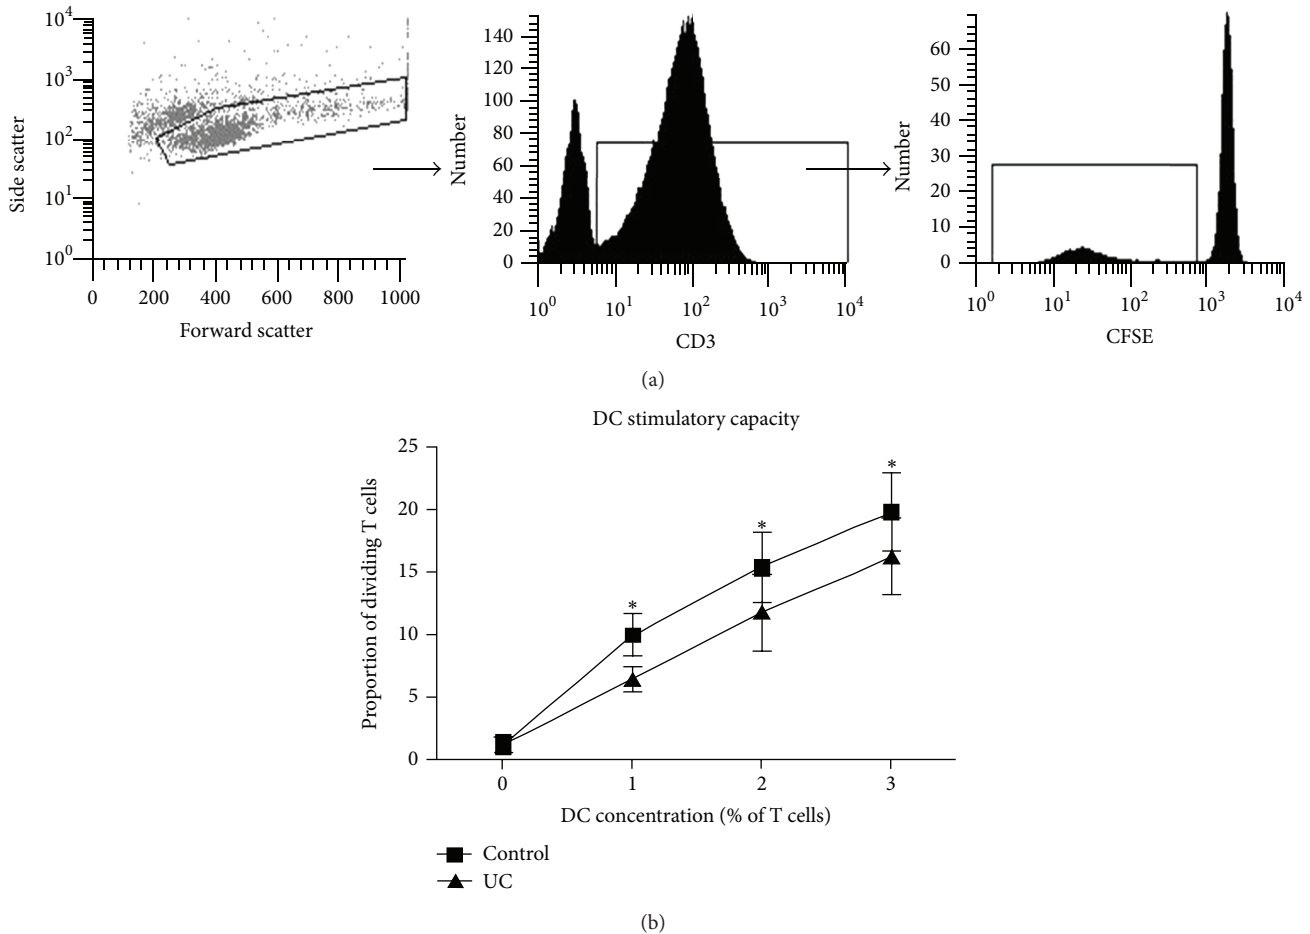 Side scatter
10^4
10^3
10^2
10^1
10^0
0 200 400 600 800 1000
Forward scatter
Number
140
120
100
80
60
40
20
0
10^0 10^1 10^2 10^3 10^4
CD3
Number
60
50
40
30
20
10
0
10^0 10^1 10^2 10^3 10^4
CFSE
(a)
DC stimulatory capacity
Proportion of dividing T cells
25
20
15
10
5
0
* * *
0 1 2 3
DC concentration (% of T cells)
Control
UC
(b)